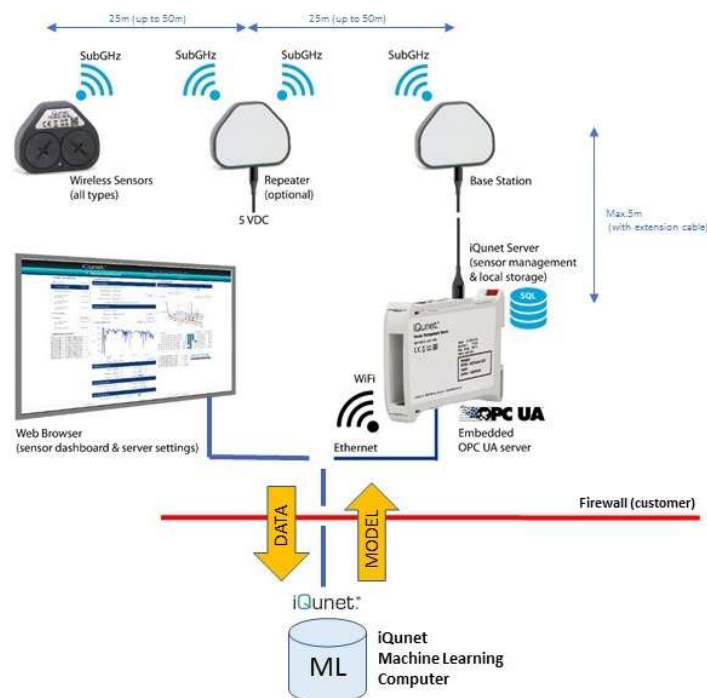 25m (up to 50m)
25m (up to 50m)
SubGHz
SubGHz
SubGHz
SubGHz
iQunet
Wireless Sensors
(all types)
Repeater
(optional)
Base Station
5 VDC
Max.5m
(with extension cable)
iQunet Server
(sensor management
& local storage)
SQL
iQunet
iQunet
WiFi
Ethernet
OPC UA
Embedded
OPC UA server
Web Browser
(sensor dashboard & server settings)
Firewall (customer)
DATA
MODEL
iQunet
ML
iQunet
Machine Learning
Computer